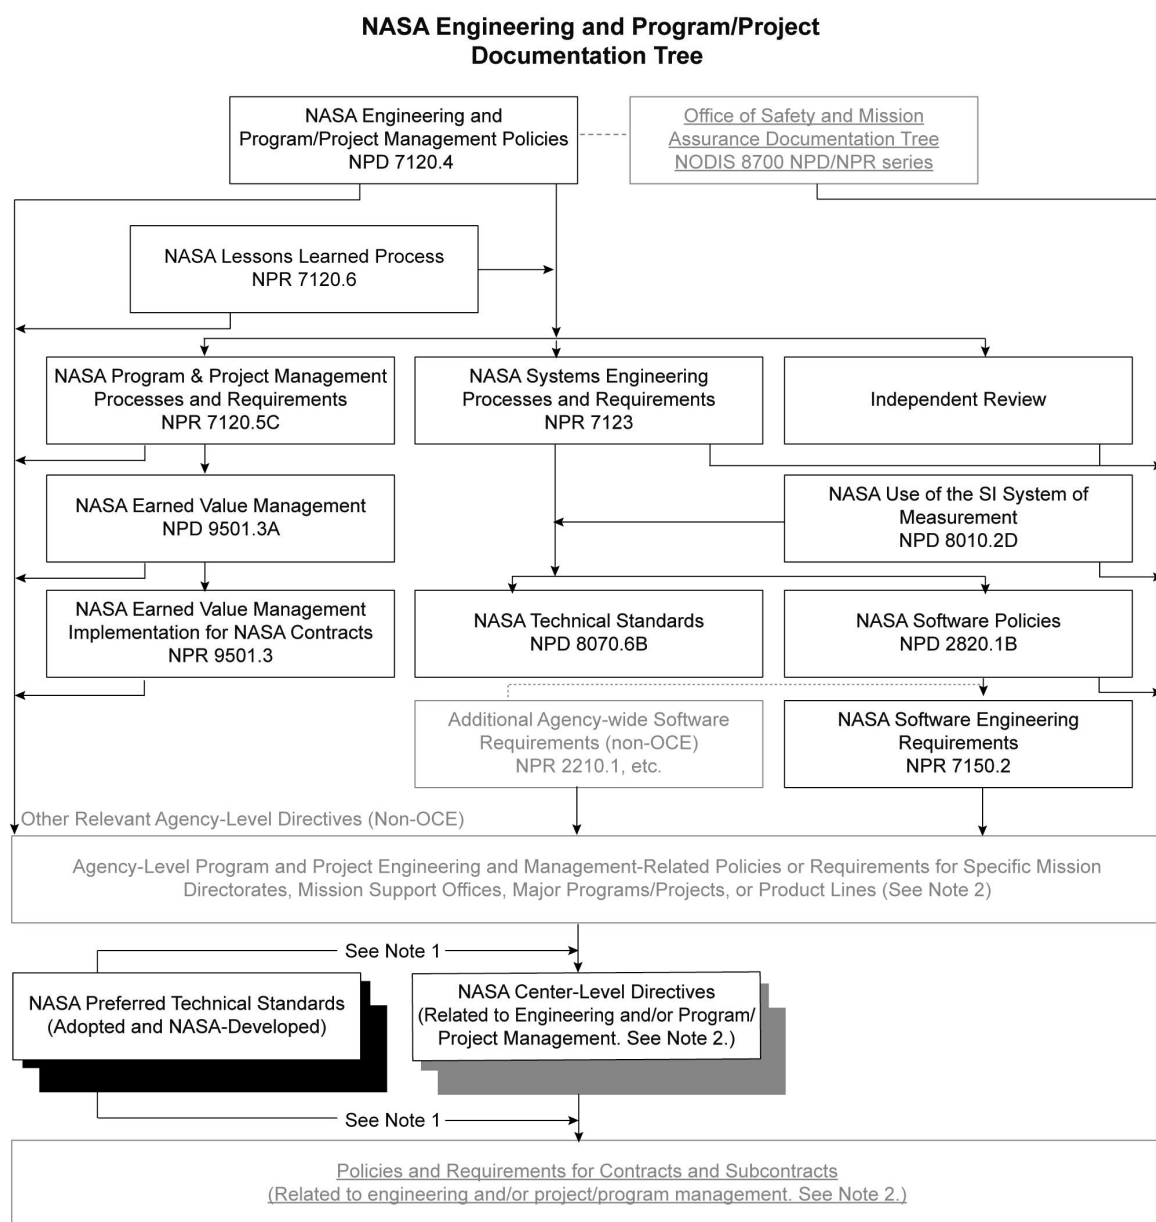 NASA Engineering and Program/Project
Documentation Tree
NASA Engineering and
Program/Project Management Policies
NPD 7120.4
Office of Safety and Mission
Assurance Documentation Tree
NODIS 8700 NPD/NPR series
NASA Lessons Learned Process
NPR 7120.6
NASA Program & Project Management
Processes and Requirements
NPR 7120.5C
NASA Systems Engineering
Processes and Requirements
NPR 7123
Independent Review
NASA Earned Value Management
NPD 9501.3A
NASA Use of the SI System of
Measurement
NPD 8010.2D
NASA Earned Value Management
Implementation for NASA Contracts
NPR 9501.3
NASA Technical Standards
NPD 8070.6B
NASA Software Policies
NPD 2820.1B
Additional Agency-wide Software
Requirements (non-OCE)
NPR 2210.1, etc.
NASA Software Engineering
Requirements
NPR 7150.2
Other Relevant Agency-Level Directives (Non-OCE)
Agency-Level Program and Project Engineering and Management-Related Policies or Requirements for Specific Mission
Directorates, Mission Support Offices, Major Programs/Projects, or Product Lines (See Note 2)
See Note 1
NASA Preferred Technical Standards
(Adopted and NASA-Developed)
NASA Center-Level Directives
(Related to Engineering and/or Program/
Project Management. See Note 2.)
See Note 1
Policies and Requirements for Contracts and Subcontracts
(Related to engineering and/or project/program management. See Note 2.)